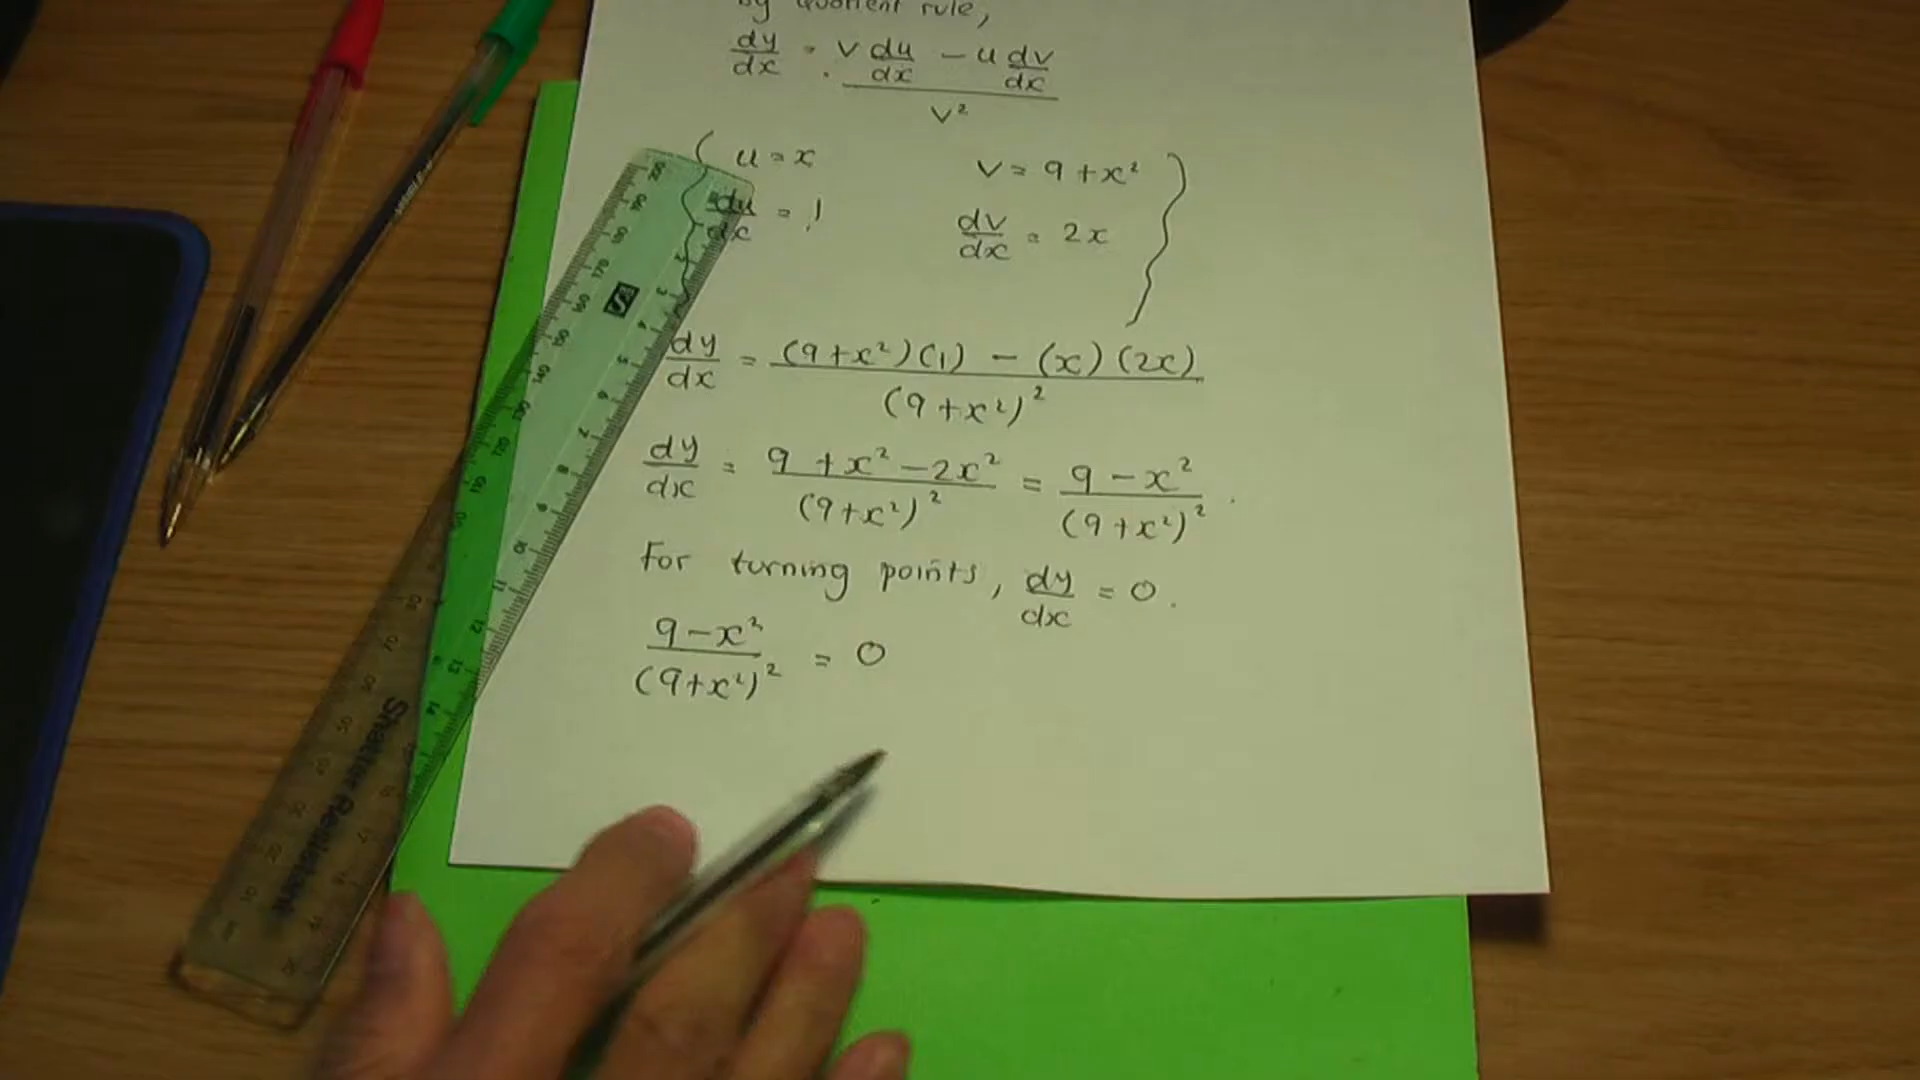 by quotient rule,
dy/dx = (v du/dx - u dv/dx) / v²
u = x
v = 9 + x²
du/dx = 1
dv/dx = 2x
dy/dx = ((9+x²)(1) - (x)(2x)) / (9+x²)²
dy/dx = (9 + x² - 2x²) / (9+x²)² = (9 - x²) / (9+x²)².
For turning points, dy/dx = 0.
(9 - x²) / (9+x²)² = 0
Shatter Resistant